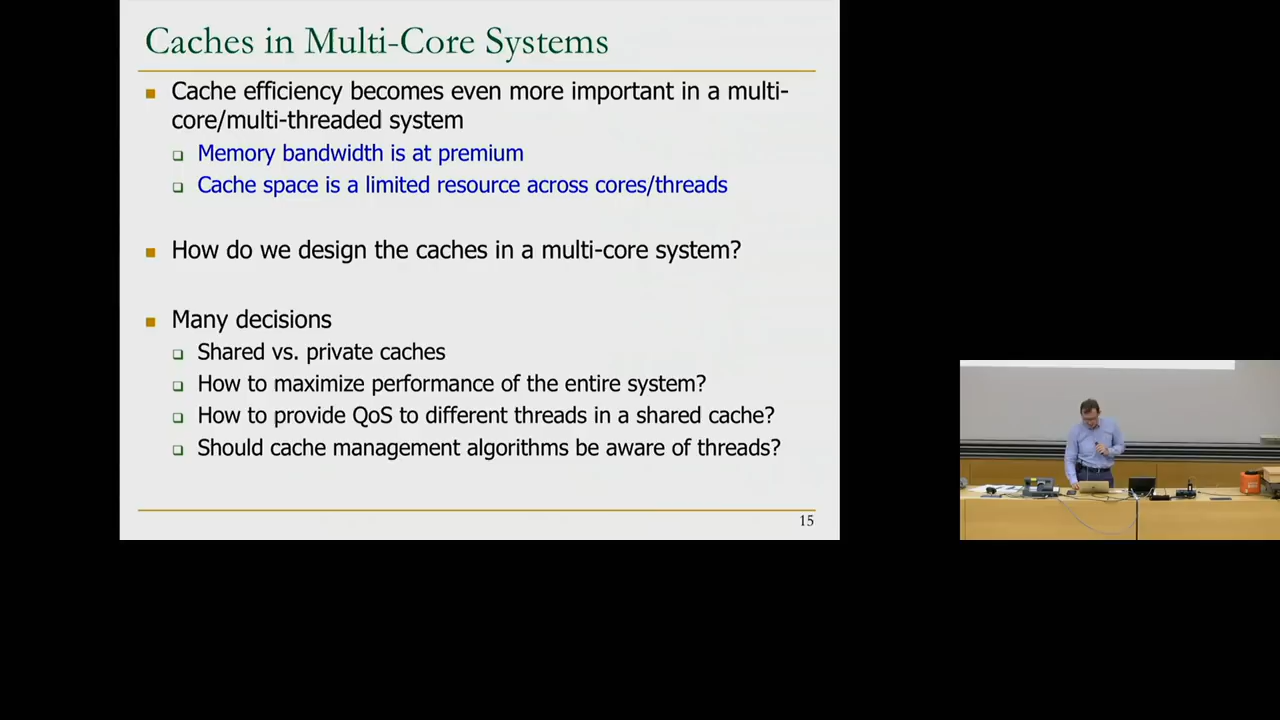 Caches in Multi-Core Systems
Cache efficiency becomes even more important in a multi-
core/multi-threaded system
Memory bandwidth is at premium
Cache space is a limited resource across cores/threads
How do we design the caches in a multi-core system?
Many decisions
Shared vs. private caches
How to maximize performance of the entire system?
How to provide QoS to different threads in a shared cache?
Should cache management algorithms be aware of threads?
15